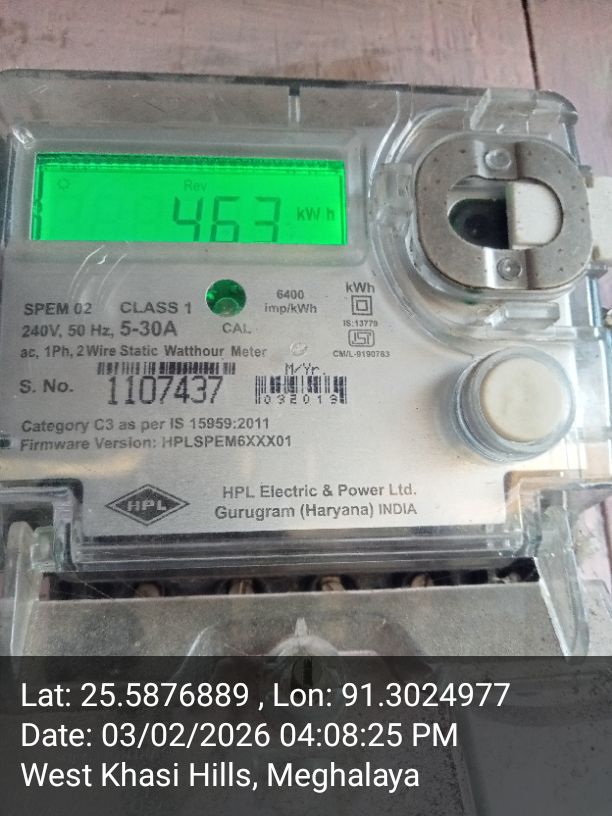 Rev
463 kWh
SPEM 02 CLASS 1
6400 imp/kWh
kWh
240V, 50 Hz, 5-30A
CAL
IS:13779
ISI
CM/L-9190783
ac, 1Ph, 2 Wire Static Watthour Meter
M/Yr.
S. No. 1107437
032013
Category C3 as per IS 15959:2011
Firmware Version: HPLSPEM6XXX01
HPL
HPL Electric & Power Ltd.
Gurugram (Haryana) INDIA
Lat: 25.5876889 , Lon: 91.3024977
Date: 03/02/2026 04:08:25 PM
West Khasi Hills, Meghalaya